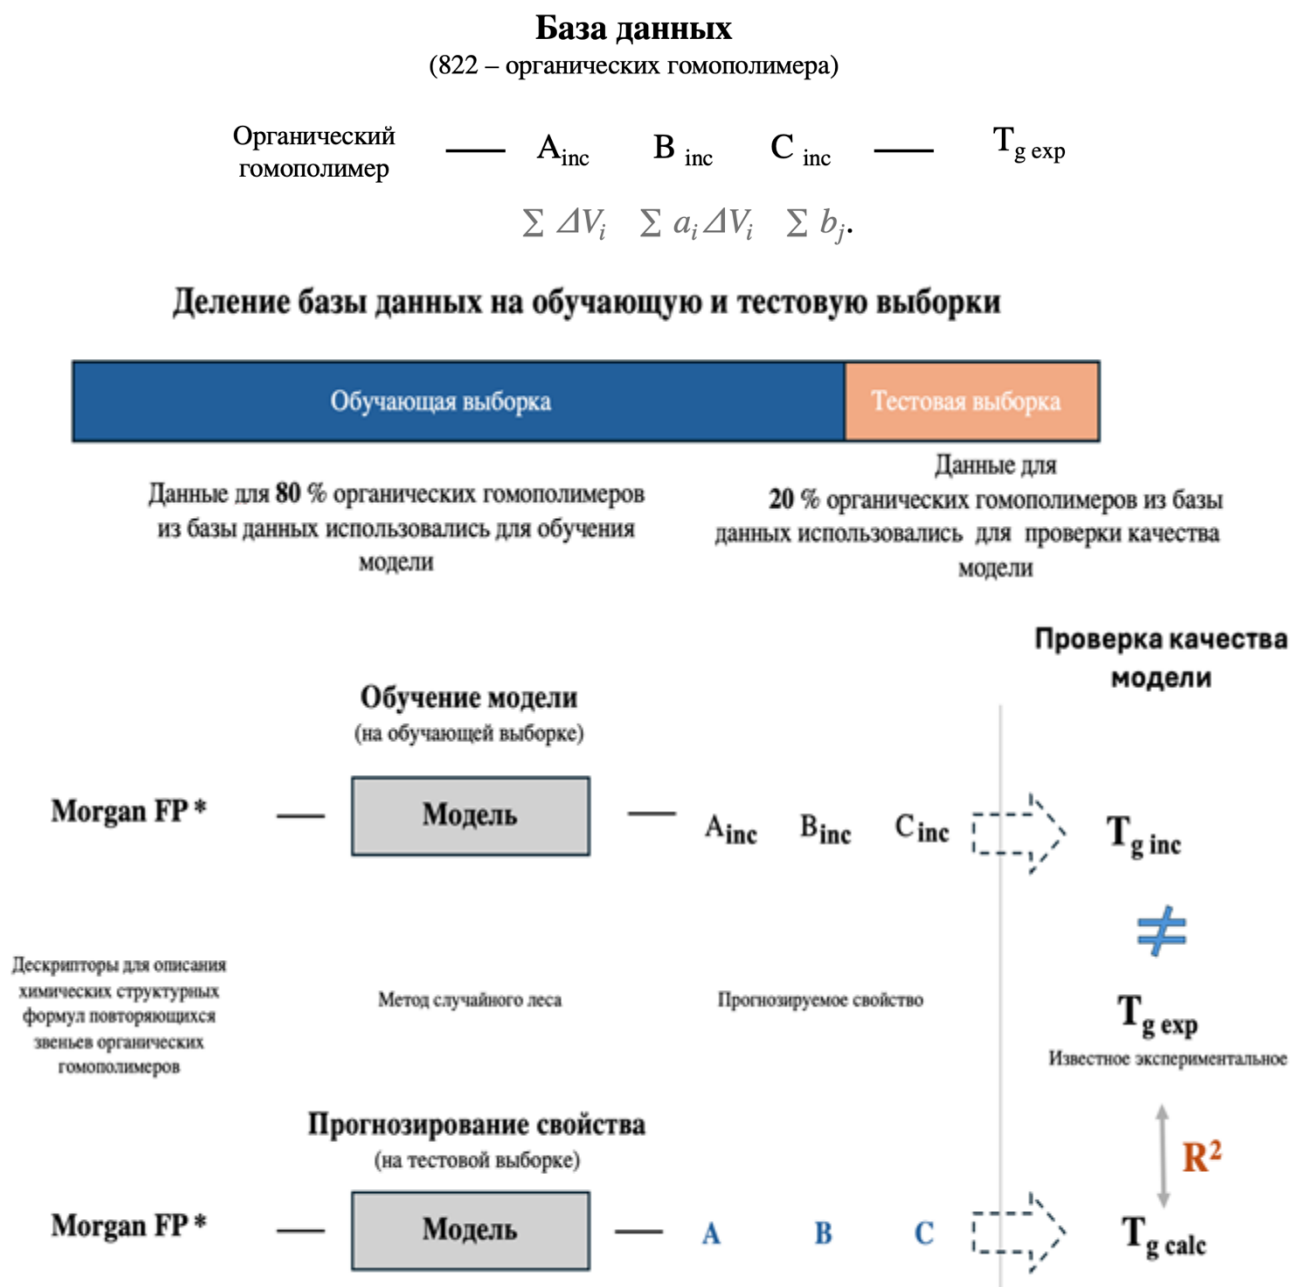 База данных
(822 – органических гомополимера)
Органический
гомополимер
A inc B inc C inc
T g exp
∑ ΔVi ∑ aiΔVi ∑ bj.
Деление базы данных на обучающую и тестовую выборки
Обучающая выборка
Тестовая выборка
Данные для 80 % органических гомополимеров
из базы данных использовались для обучения
модели
Данные для
20 % органических гомополимеров из базы
данных использовались для проверки качества
модели
Проверка качества
модели
Обучение модели
(на обучающей выборке)
Morgan FP *
Модель
A inc B inc C inc
T g inc
≠
Дескрипторы для описания
химических структурных
формул повторяющихся
звеньев органических
гомополимеров
Метод случайного леса
Прогнозируемое свойство
T g exp
Известное экспериментальное
Прогнозирование свойства
(на тестовой выборке)
R²
Morgan FP *
Модель
A B C
T g calc